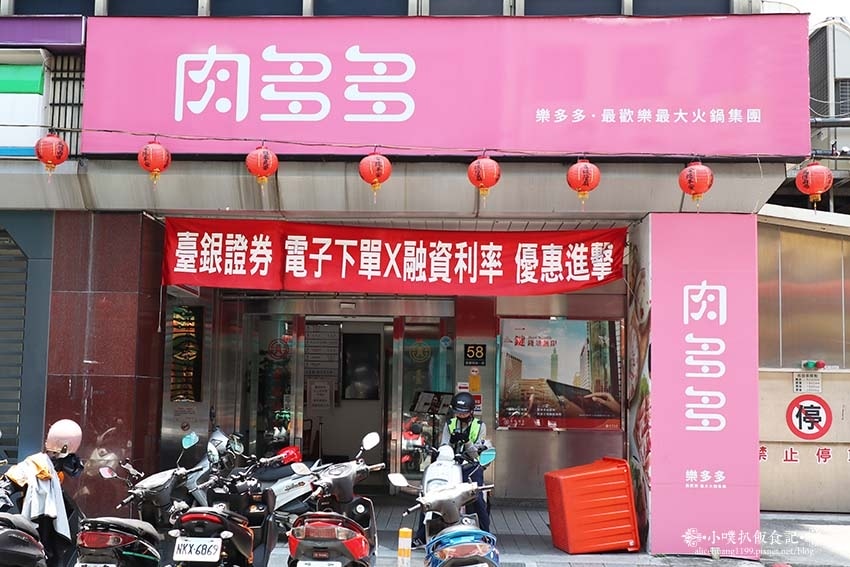 肉多多
樂多多·最歡樂最大火鍋集團
臺銀證券 電子下單X融資利率 優惠進擊
58
肉多多
停
禁止停
樂多多
NKX-6869
小噗趴飯食記